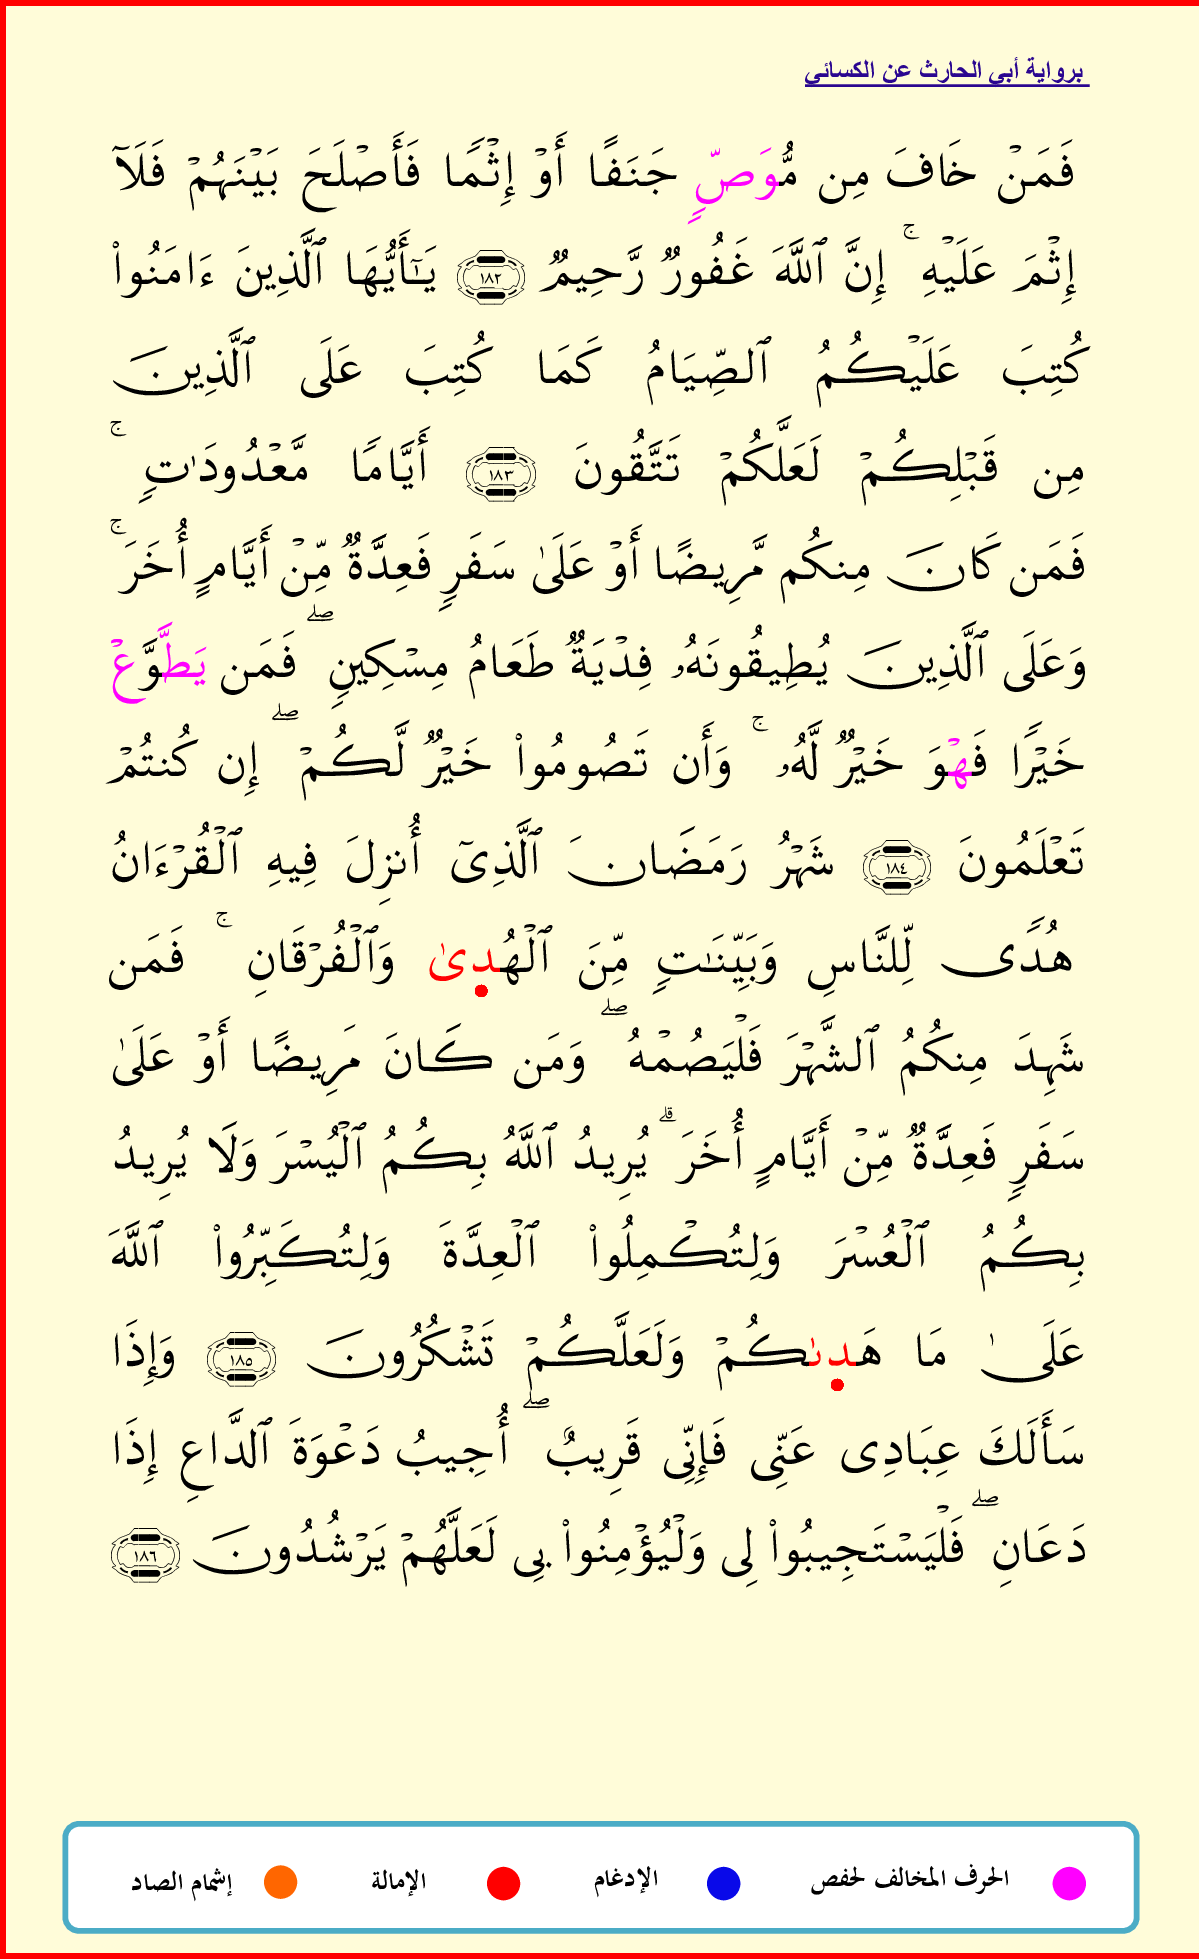 برواية أبي الحارث عن الكسائي
فَمَنۡ خَافَ مِن مُّوَصّٖ جَنَفًا أَوۡ إِثۡمٗا فَأَصۡلَحَ بَيۡنَهُمۡ فَلَآ
إِثۡمَ عَلَيۡهِۚ إِنَّ ٱللَّهَ غَفُورٞ رَّحِيمٞ ١٨٢ يَـٰٓأَيُّهَا ٱلَّذِينَ ءَامَنُواْ
كُتِبَ عَلَيۡكُمُ ٱلصِّيَامُ كَمَا كُتِبَ عَلَى ٱلَّذِينَ
مِن قَبۡلِكُمۡ لَعَلَّكُمۡ تَتَّقُونَ ١٨٣ أَيَّامٗا مَّعۡدُودَٰتٖۚ
فَمَن كَانَ مِنكُم مَّرِيضًا أَوۡ عَلَىٰ سَفَرٖ فَعِدَّةٞ مِّنۡ أَيَّامٍ أُخَرَۚ
وَعَلَى ٱلَّذِينَ يُطِيقُونَهُۥ فِدۡيَةٞ طَعَامُ مِسۡكِينٖۖ فَمَن يَطَّوَّعۡ
خَيۡرٗا فَهۡوَ خَيۡرٞ لَّهُۥۚ وَأَن تَصُومُواْ خَيۡرٞ لَّكُمۡۖ إِن كُنتُمۡ
تَعۡلَمُونَ ١٨٤ شَهۡرُ رَمَضَانَ ٱلَّذِيٓ أُنزِلَ فِيهِ ٱلۡقُرۡءَانُ
هُدٗى لِّلنَّاسِ وَبَيِّنَٰتٖ مِّنَ ٱلۡهُدىٰ وَٱلۡفُرۡقَانِۚ فَمَن
شَهِدَ مِنكُمُ ٱلشَّهۡرَ فَلۡيَصُمۡهُۖ وَمَن كَانَ مَرِيضًا أَوۡ عَلَىٰ
سَفَرٖ فَعِدَّةٞ مِّنۡ أَيَّامٍ أُخَرَۗ يُرِيدُ ٱللَّهُ بِكُمُ ٱلۡيُسۡرَ وَلَا يُرِيدُ
بِكُمُ ٱلۡعُسۡرَ وَلِتُكۡمِلُواْ ٱلۡعِدَّةَ وَلِتُكَبِّرُواْ ٱللَّهَ
عَلَىٰ مَا هَدىٰكُمۡ وَلَعَلَّكُمۡ تَشۡكُرُونَ ١٨٥ وَإِذَا
سَأَلَكَ عِبَادِي عَنِّي فَإِنِّي قَرِيبٌۖ أُجِيبُ دَعۡوَةَ ٱلدَّاعِ إِذَا
دَعَانِۖ فَلۡيَسۡتَجِيبُواْ لِي وَلۡيُؤۡمِنُواْ بِي لَعَلَّهُمۡ يَرۡشُدُونَ ١٨٦
الحرف المخالف لحفص الإدغام الإمالة إشمام الصاد